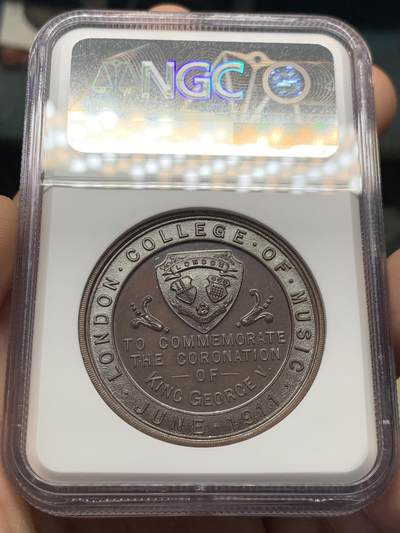 NGC
LONDON · COLLEGE · OF · MUSIC ·
LONDON
TO COMMEMORATE
THE CORONATION
– OF –
KING GEORGE V.
JUNE · 1911